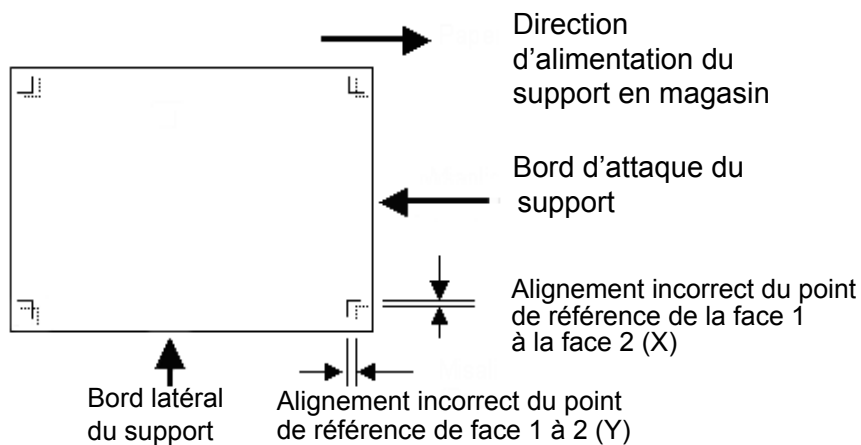 Direction
d’alimentation du
support en magasin
Bord d’attaque du
support
Alignement incorrect du point
de référence de la face 1
à la face 2 (X)
Bord latéral
du support
Alignement incorrect du point
de référence de face 1 à 2 (Y)